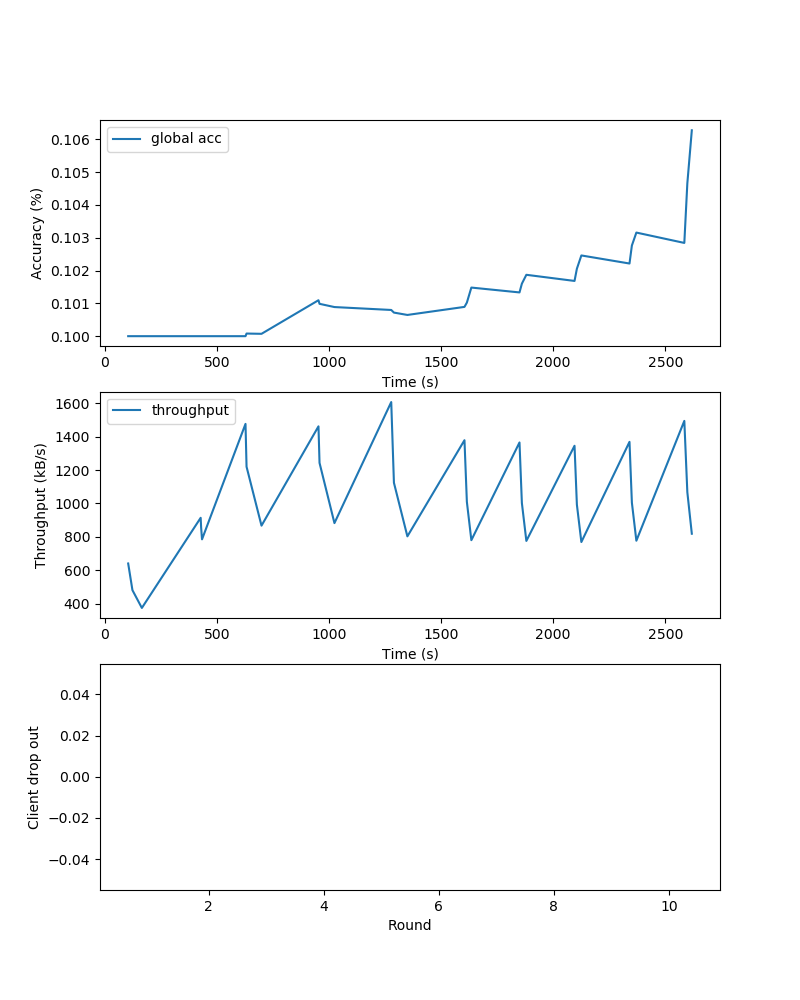 global acc
Accuracy (%)
0.106
0.105
0.104
0.103
0.102
0.101
0.100
0 500 1000 1500 2000 2500
Time (s)
throughput
Throughput (kB/s)
1600
1400
1200
1000
800
600
400
0 500 1000 1500 2000 2500
Time (s)
Client drop out
0.04
0.02
0.00
−0.02
−0.04
2 4 6 8 10
Round